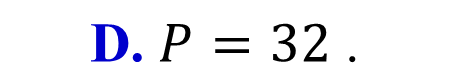 D. P = 32 .